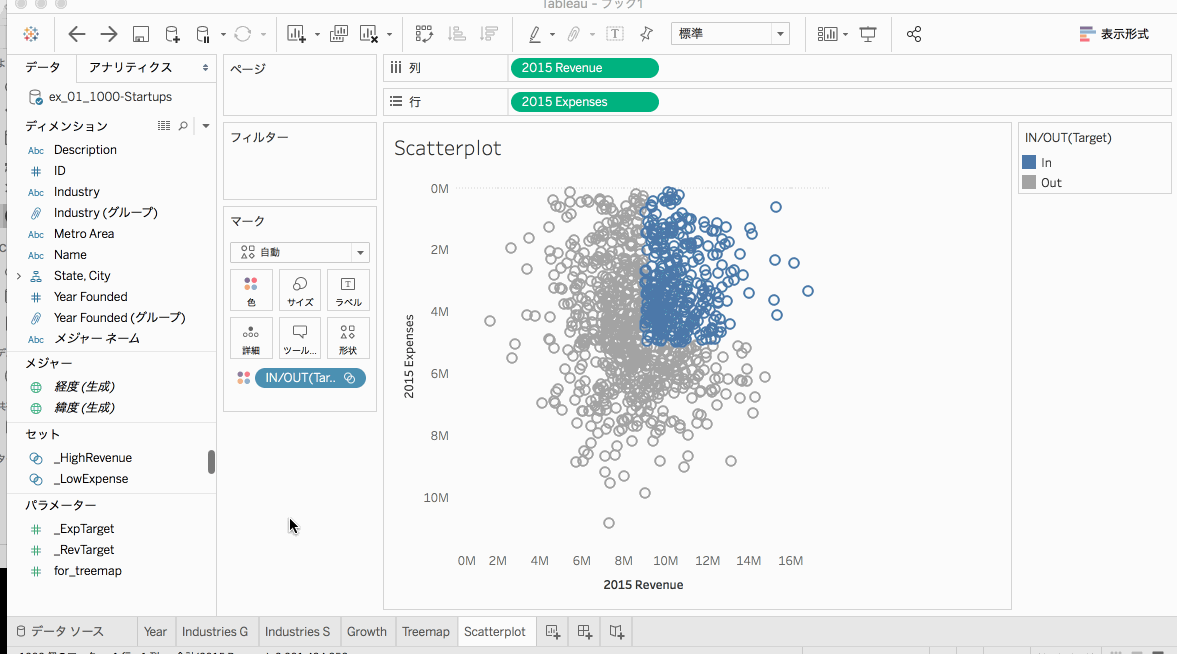 Tableau - ブック1
標準
表示形式
データ
アナリティクス
ex_01_1000-Startups
ディメンション
Abc Description
ID
Abc Industry
Industry (グループ)
Abc Metro Area
Abc Name
State, City
Year Founded
Year Founded (グループ)
Abc メジャー ネーム
メジャー
経度 (生成)
緯度 (生成)
セット
_HighRevenue
_LowExpense
パラメーター
_ExpTarget
_RevTarget
for_treemap
ページ
フィルター
マーク
自動
色
サイズ
ラベル
詳細
ツール...
形状
IN/OUT(Tar..
列
2015 Revenue
行
2015 Expenses
Scatterplot
0M
2M
4M
6M
8M
10M
2015 Expenses
0M 2M 4M 6M 8M 10M 12M 14M 16M
2015 Revenue
IN/OUT(Target)
In
Out
データ ソース
Year
Industries G
Industries S
Growth
Treemap
Scatterplot